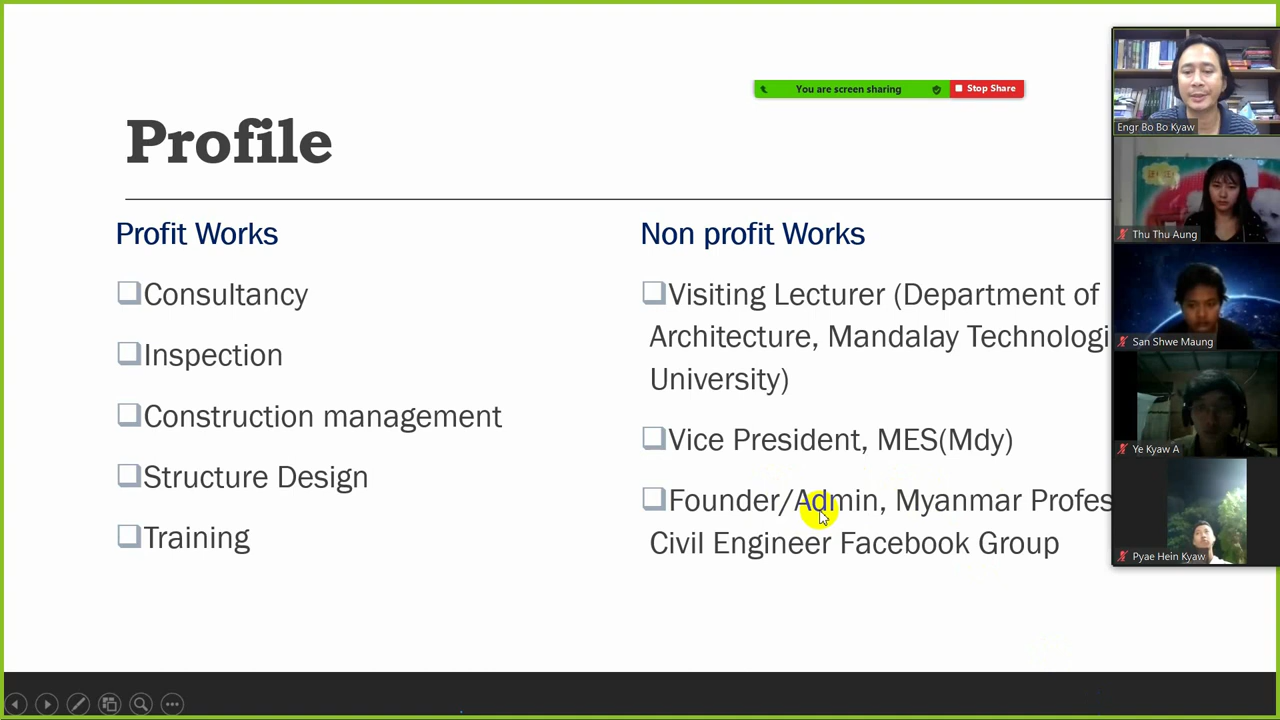 You are screen sharing
Stop Share
Profile
Profit Works
Consultancy
Inspection
Construction management
Structure Design
Training
Non profit Works
Visiting Lecturer (Department of
Architecture, Mandalay Technologi
University)
Vice President, MES(Mdy)
Founder/Admin, Myanmar Profes
Civil Engineer Facebook Group
Engr Bo Bo Kyaw
Thu Thu Aung
San Shwe Maung
Ye Kyaw A
Pyae Hein Kyaw